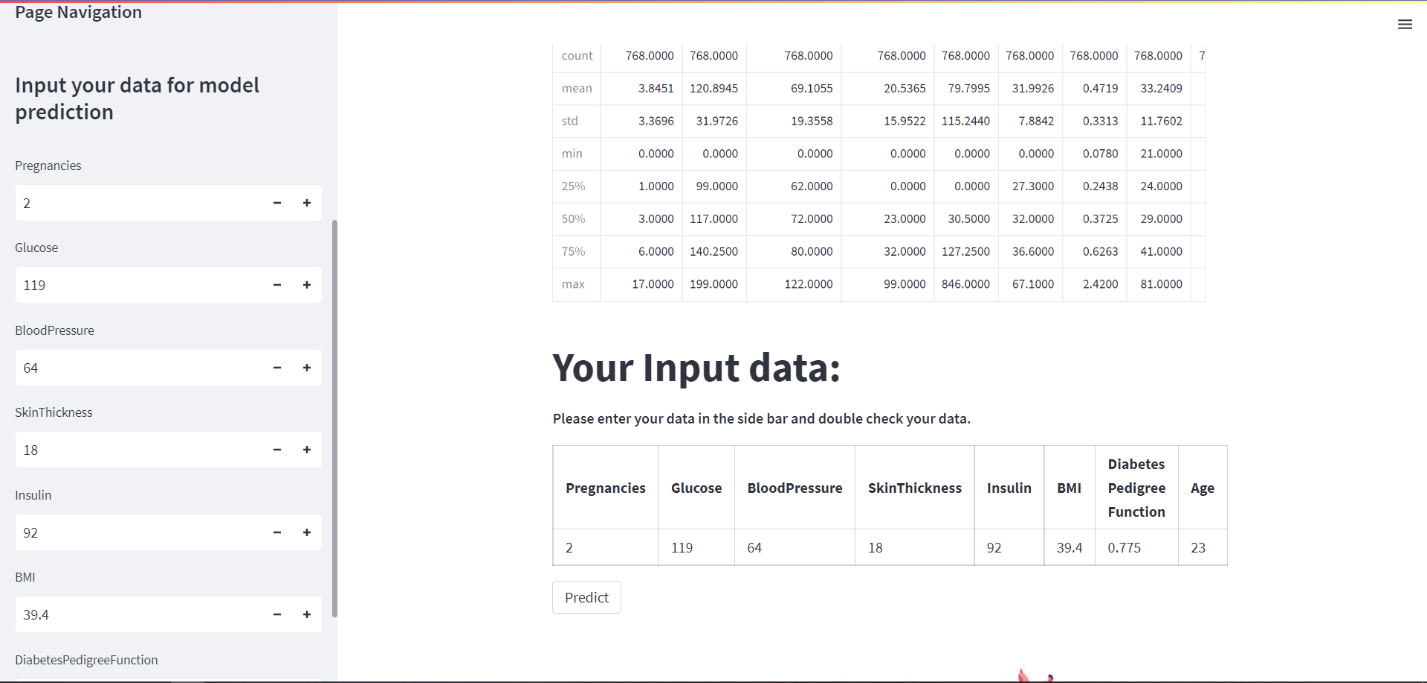 Page Navigation
Input your data for model
prediction
Pregnancies
2 − +
Glucose
119 − +
BloodPressure
64 − +
SkinThickness
18 − +
Insulin
92 − +
BMI
39.4 − +
DiabetesPedigreeFunction
count 768.0000 768.0000 768.0000 768.0000 768.0000 768.0000 768.0000 768.0000 7
mean 3.8451 120.8945 69.1055 20.5365 79.7995 31.9926 0.4719 33.2409
std 3.3696 31.9726 19.3558 15.9522 115.2440 7.8842 0.3313 11.7602
min 0.0000 0.0000 0.0000 0.0000 0.0000 0.0000 0.0780 21.0000
25% 1.0000 99.0000 62.0000 0.0000 0.0000 27.3000 0.2438 24.0000
50% 3.0000 117.0000 72.0000 23.0000 30.5000 32.0000 0.3725 29.0000
75% 6.0000 140.2500 80.0000 32.0000 127.2500 36.6000 0.6263 41.0000
max 17.0000 199.0000 122.0000 99.0000 846.0000 67.1000 2.4200 81.0000
Your Input data:
Please enter your data in the side bar and double check your data.
Diabetes
Pregnancies Glucose BloodPressure SkinThickness Insulin BMI Pedigree Age
Function
2 119 64 18 92 39.4 0.775 23
Predict